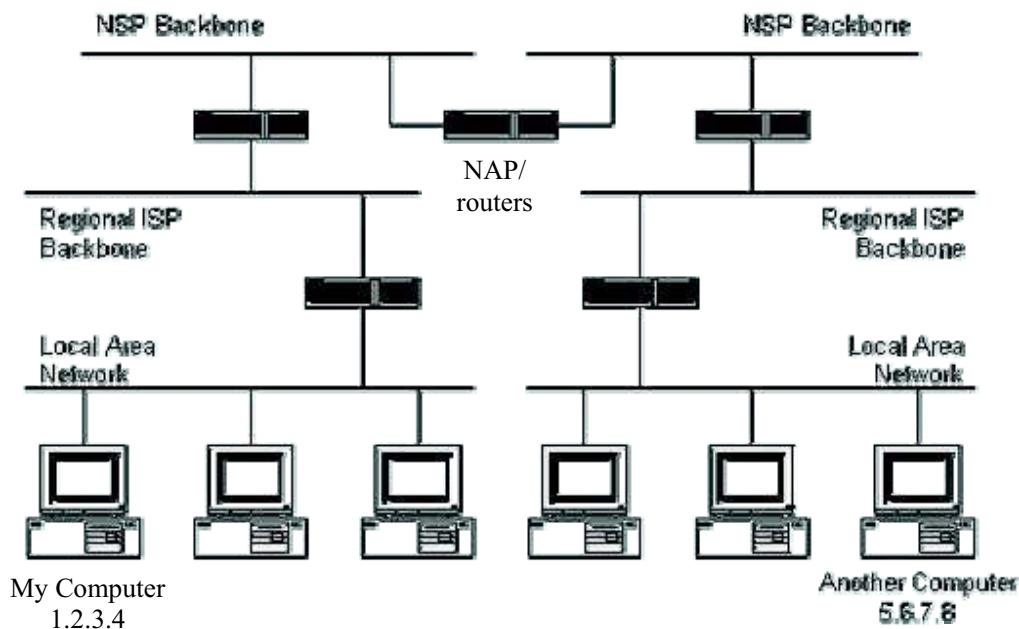 NSP Backbone
NSP Backbone
NAP/
routers
Regional ISP
Backbone
Regional ISP
Backbone
Local Area
Network
Local Area
Network
My Computer
1.2.3.4
Another Computer
5.6.7.8